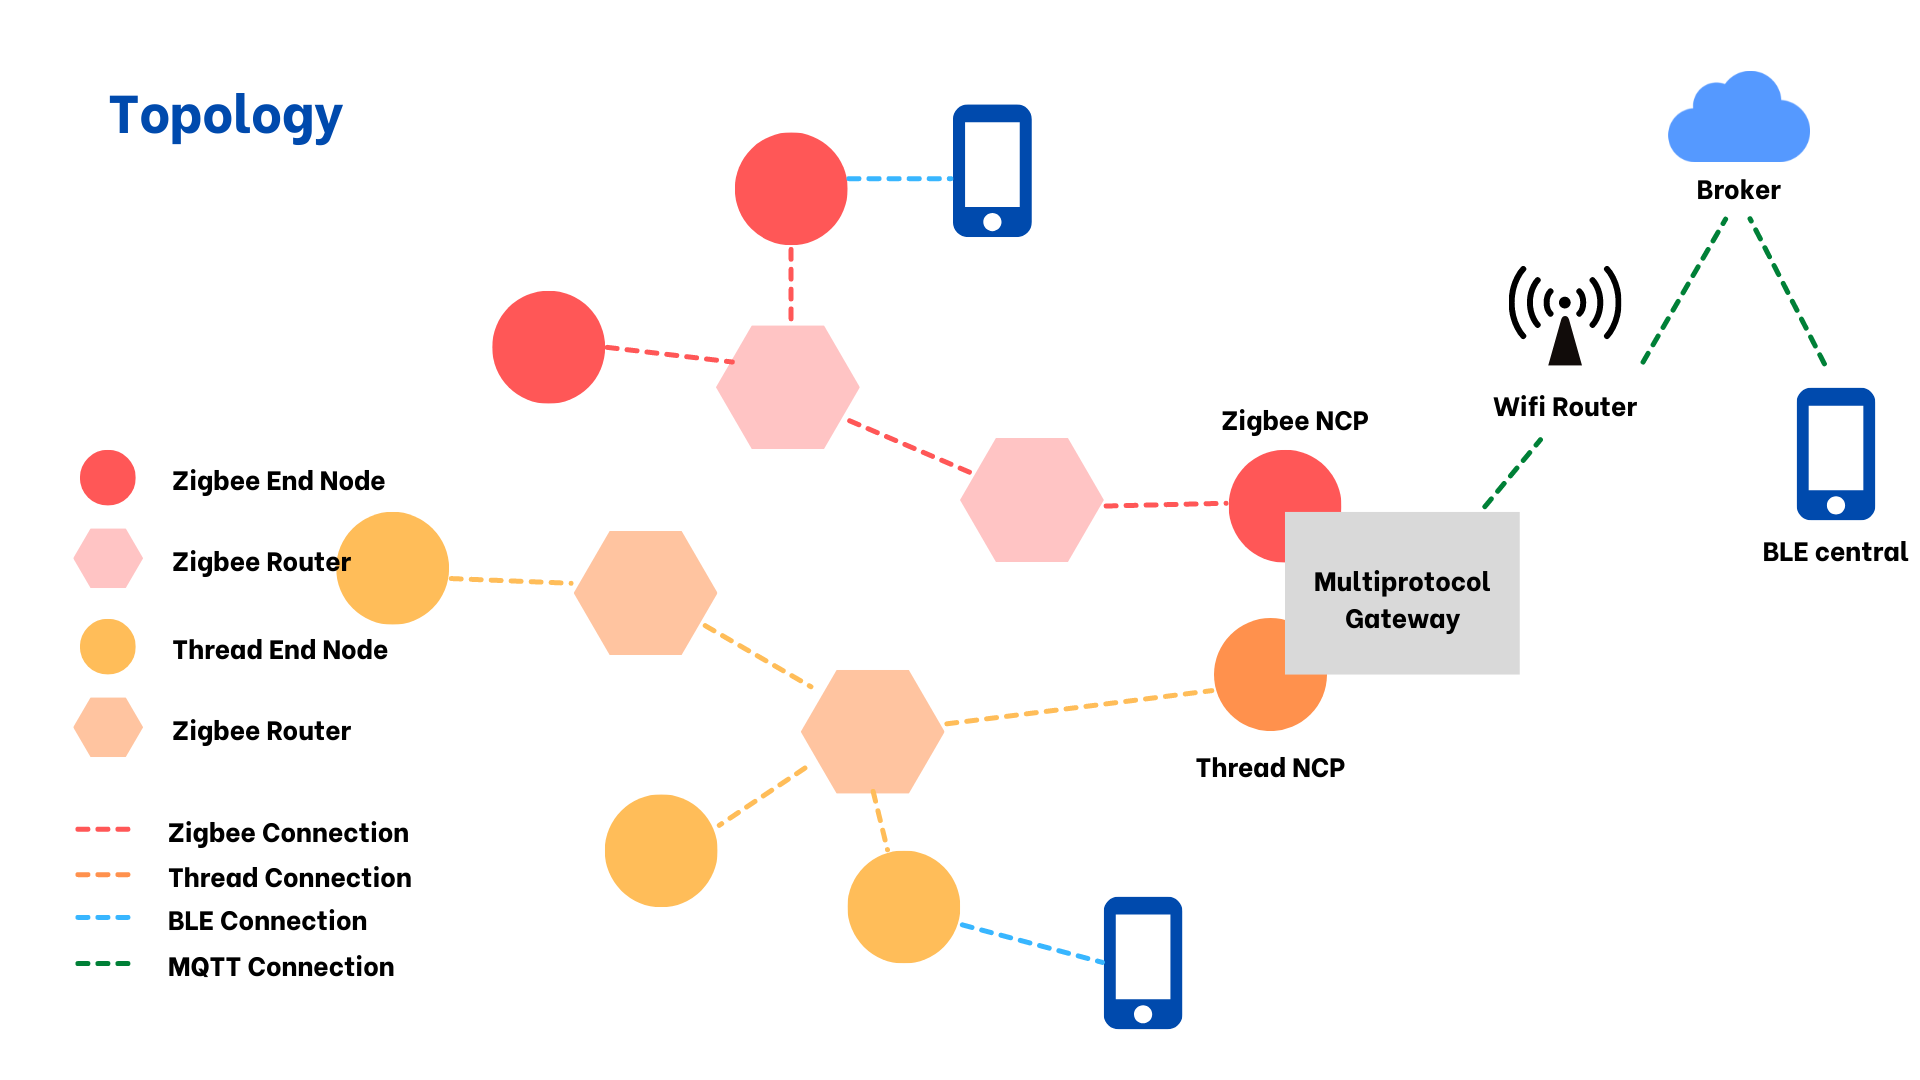 Topology
Broker
Wifi Router
Zigbee NCP
BLE central
Multiprotocol
Gateway
Thread NCP
Zigbee End Node
Zigbee Router
Thread End Node
Zigbee Router
Zigbee Connection
Thread Connection
BLE Connection
MQTT Connection